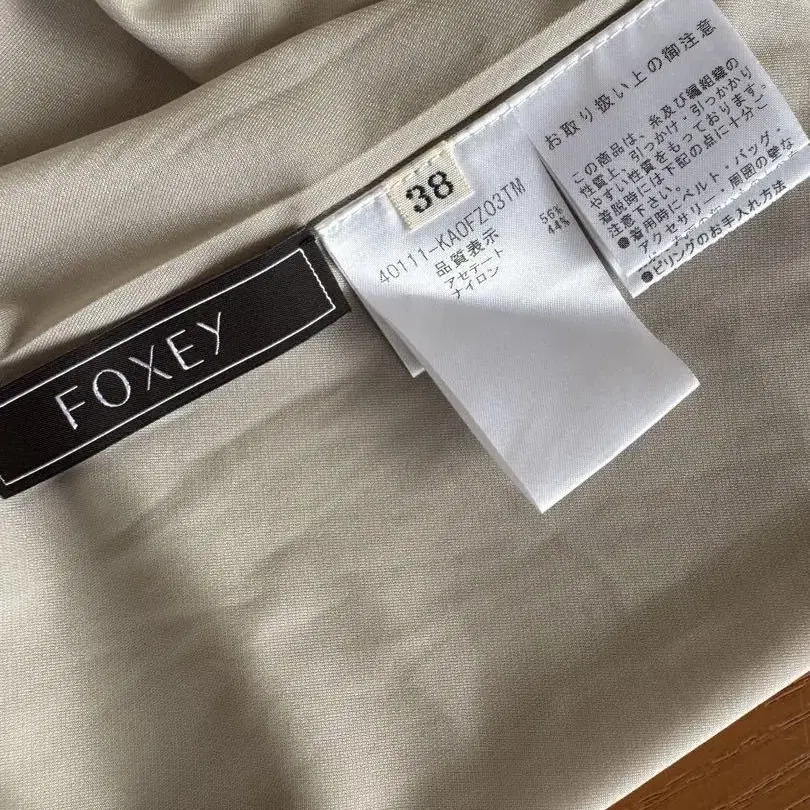 FOXEY
38
40111-KA0FZ03TM
品質表示
アセテート 56%
ナイロン 44%
お取り扱い上の御注意
この商品は、糸及び編組織の
性質上、引っかけ・引っかかり
やすい性質をもっております。
着脱時には下記の点に十分ご
注意下さい。
●着用時にベルト・バッグ・
アクセサリー・周囲の壁な
●ピリングのお手入れ方法